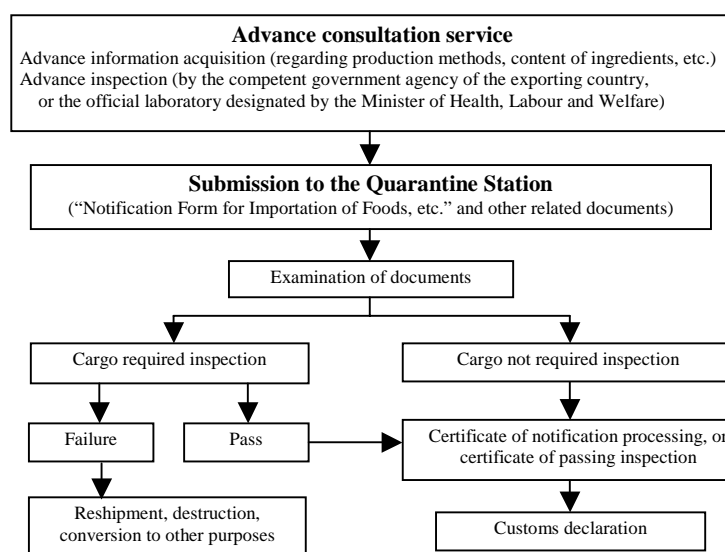 Advance consultation service
Advance information acquisition (regarding production methods, content of ingredients, etc.)
Advance inspection (by the competent government agency of the exporting country,
or the official laboratory designated by the Minister of Health, Labour and Welfare)
Submission to the Quarantine Station
(“Notification Form for Importation of Foods, etc.” and other related documents)
Examination of documents
Cargo required inspection
Cargo not required inspection
Failure
Pass
Certificate of notification processing, or
certificate of passing inspection
Reshipment, destruction,
conversion to other purposes
Customs declaration